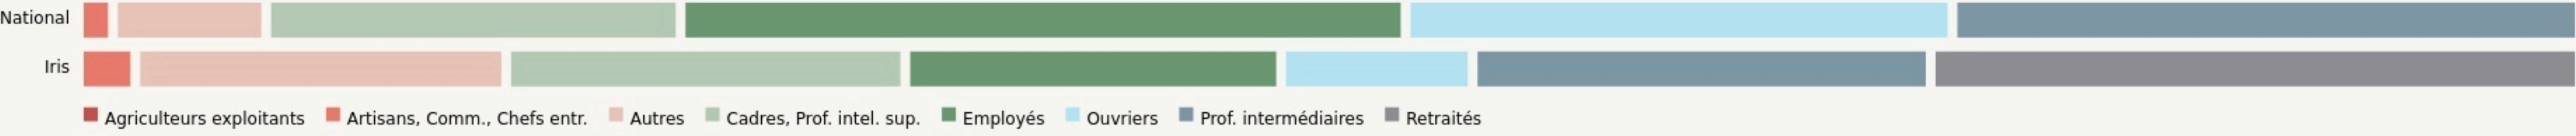 National
Iris
Agriculteurs exploitants Artisans, Comm., Chefs entr. Autres Cadres, Prof. intel. sup. Employés Ouvriers Prof. intermédiaires Retraités